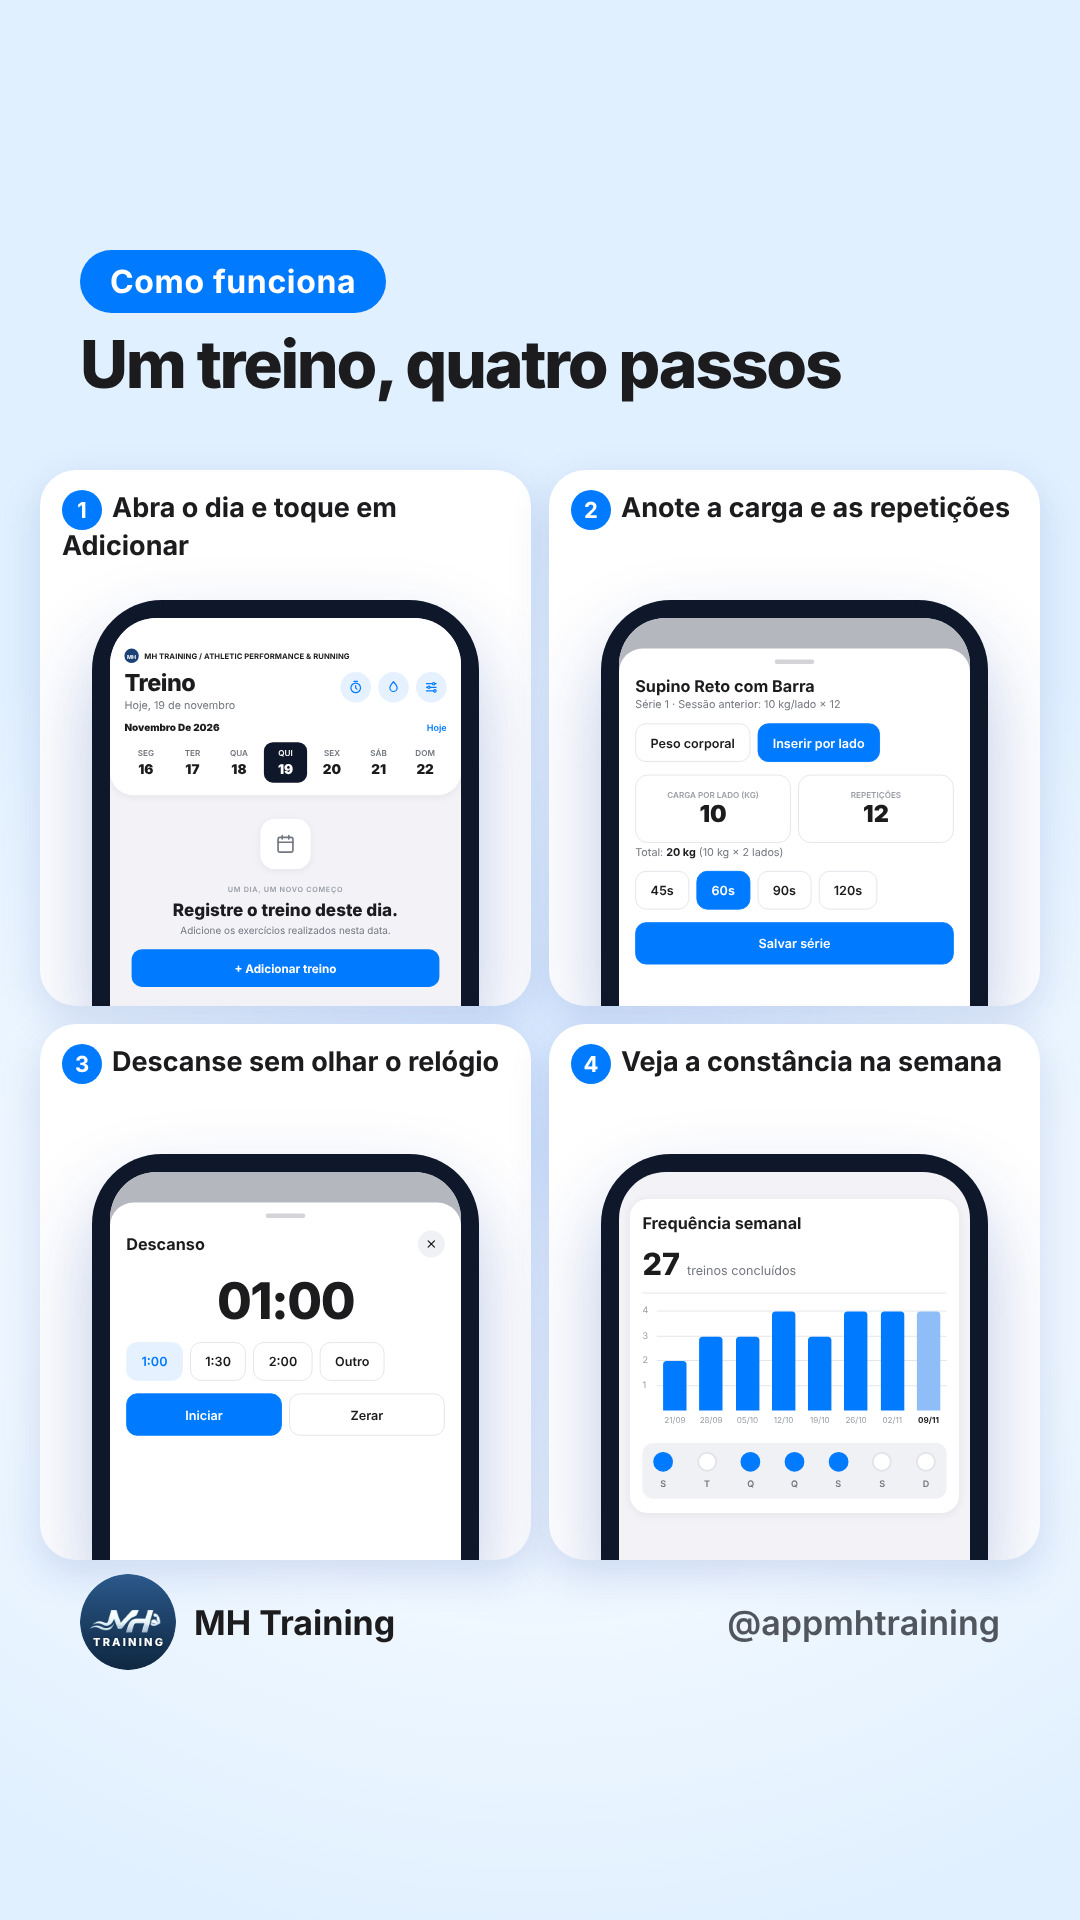 Como funciona
Um treino, quatro passos
1 Abra o dia e toque em
Adicionar
MH MH TRAINING / ATHLETIC PERFORMANCE & RUNNING
Treino
Hoje, 19 de novembro
Novembro De 2026 Hoje
SEG TER QUA QUI SEX SÁB DOM
16 17 18 19 20 21 22
UM DIA, UM NOVO COMEÇO
Registre o treino deste dia.
Adicione os exercícios realizados nesta data.
+ Adicionar treino
2 Anote a carga e as repetições
Supino Reto com Barra
Série 1 · Sessão anterior: 10 kg/lado × 12
Peso corporal Inserir por lado
CARGA POR LADO (KG) REPETIÇÕES
10 12
Total: 20 kg (10 kg × 2 lados)
45s 60s 90s 120s
Salvar série
3 Descanse sem olhar o relógio
Descanso
01:00
1:00 1:30 2:00 Outro
Iniciar Zerar
4 Veja a constância na semana
Frequência semanal
27 treinos concluídos
4
3
2
1
21/09 28/09 05/10 12/10 19/10 26/10 02/11 09/11
S T Q Q S S D
MH
TRAINING
MH Training
@appmhtraining